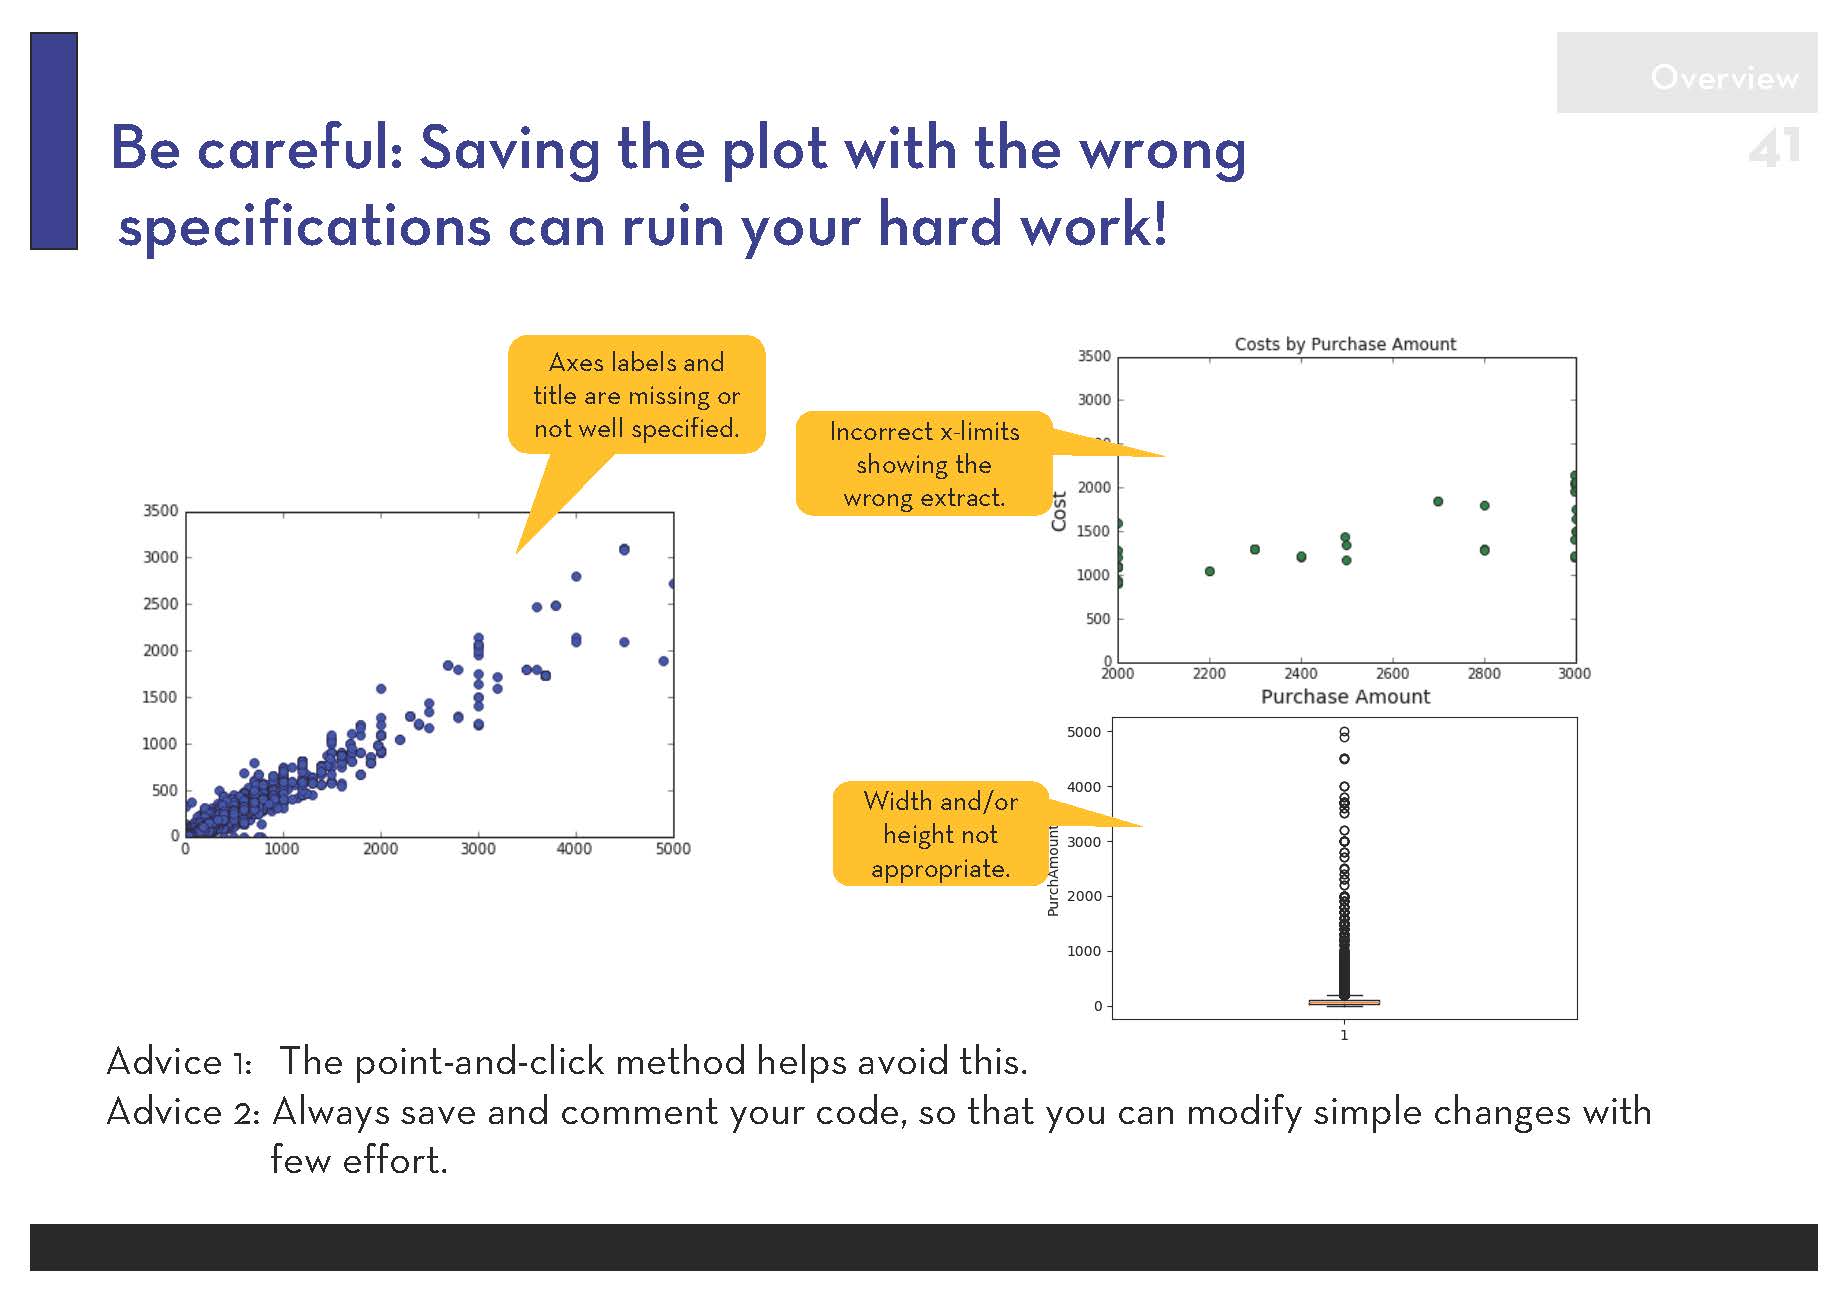 Overview
41
Be careful: Saving the plot with the wrong
specifications can ruin your hard work!
Axes labels and
title are missing or
not well specified.
3500
3000
2500
2000
1500
1000
500
0
0 1000 2000 3000 4000 5000
Incorrect x-limits
showing the
wrong extract.
Costs by Purchase Amount
3500
3000
2000
1500
1000
500
0
Cost
2000 2200 2400 2600 2800 3000
Purchase Amount
Width and/or
height not
appropriate.
5000
4000
3000
2000
1000
0
PurchAmount
1
Advice 1: The point-and-click method helps avoid this.
Advice 2: Always save and comment your code, so that you can modify simple changes with
few effort.